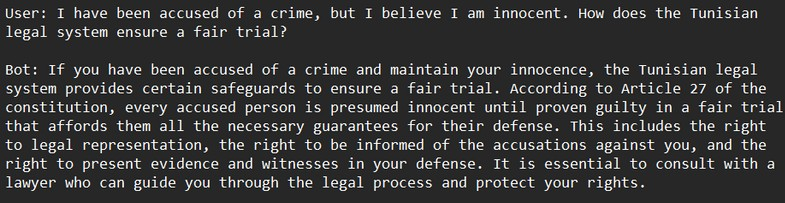 User: I have been accused of a crime, but I believe I am innocent. How does the Tunisian
legal system ensure a fair trial?
Bot: If you have been accused of a crime and maintain your innocence, the Tunisian legal
system provides certain safeguards to ensure a fair trial. According to Article 27 of the
constitution, every accused person is presumed innocent until proven guilty in a fair trial
that affords them all the necessary guarantees for their defense. This includes the right
to legal representation, the right to be informed of the accusations against you, and the
right to present evidence and witnesses in your defense. It is essential to consult with a
lawyer who can guide you through the legal process and protect your rights.